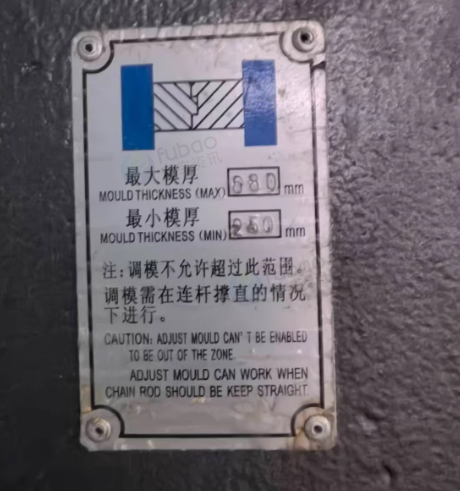 fubao
最大模厚
MOULD THICKNESS (MAX) 680 mm
最小模厚
MOULD THICKNESS (MIN) 260 mm
注:调模不允许超过此范围。
调模需在连杆撑直的情况
下进行。
CAUTION: ADJUST MOULD CAN'T BE ENABLED
TO BE OUT OF THE ZONE.
ADJUST MOULD CAN WORK WHEN
CHAIN ROD SHOULD BE KEEP STRAIGHT.